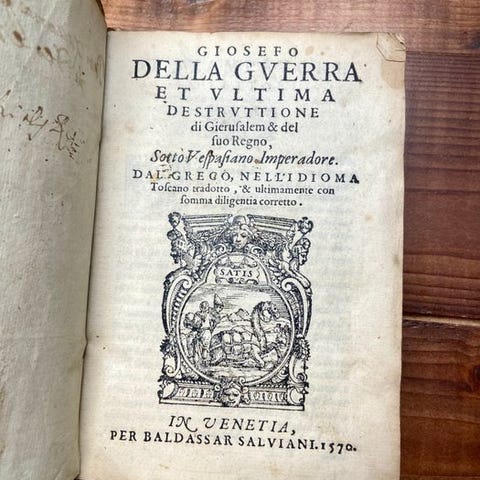 GIOSEFO
DELLA GVERRA
ET VLTIMA
DESTRVTTIONE
di Gierusalem & del
suo Regno,
Sotto Vespasiano Imperadore.
DAL GRECO, NELL'IDIOMA
Toscano tradotto, & ultimamente con
somma diligentia corretto.
SATIS
IN VENETIA,
PER BALDASSAR SALVIANI. 1570.